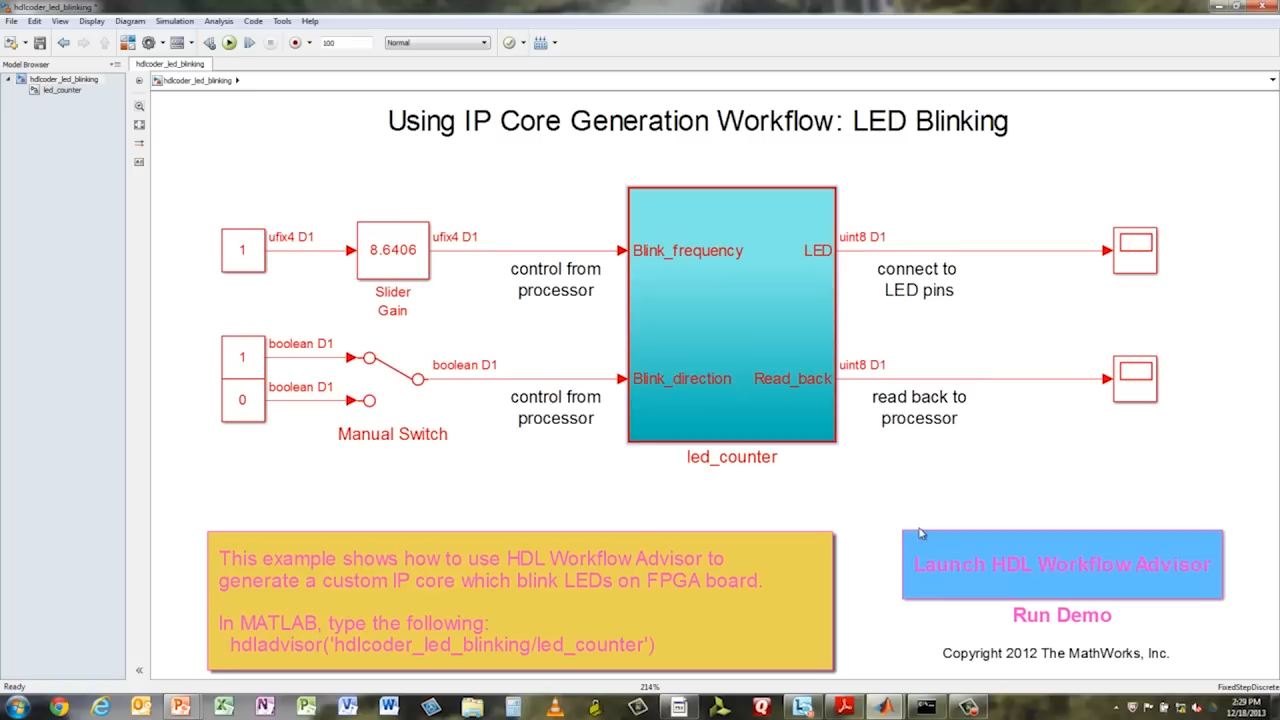 hdlcoder_led_blinking *
File Edit View Display Diagram Simulation Analysis Code Tools Help
100
Normal
Model Browser
hdlcoder_led_blinking
hdlcoder_led_blinking
led_counter
hdlcoder_led_blinking
Using IP Core Generation Workflow: LED Blinking
1
ufix4 D1
8.6406
ufix4 D1
Slider
Gain
control from
processor
Blink_frequency
LED
uint8 D1
connect to
LED pins
1
boolean D1
0
boolean D1
Manual Switch
boolean D1
control from
processor
Blink_direction
Read_back
uint8 D1
read back to
processor
led_counter
This example shows how to use HDL Workflow Advisor to
generate a custom IP core which blink LEDs on FPGA board.
In MATLAB, type the following:
hdladvisor('hdlcoder_led_blinking/led_counter')
Launch HDL Workflow Advisor
Run Demo
Copyright 2012 The MathWorks, Inc.
Ready
214%
FixedStepDiscrete
2:29 PM
12/18/2013